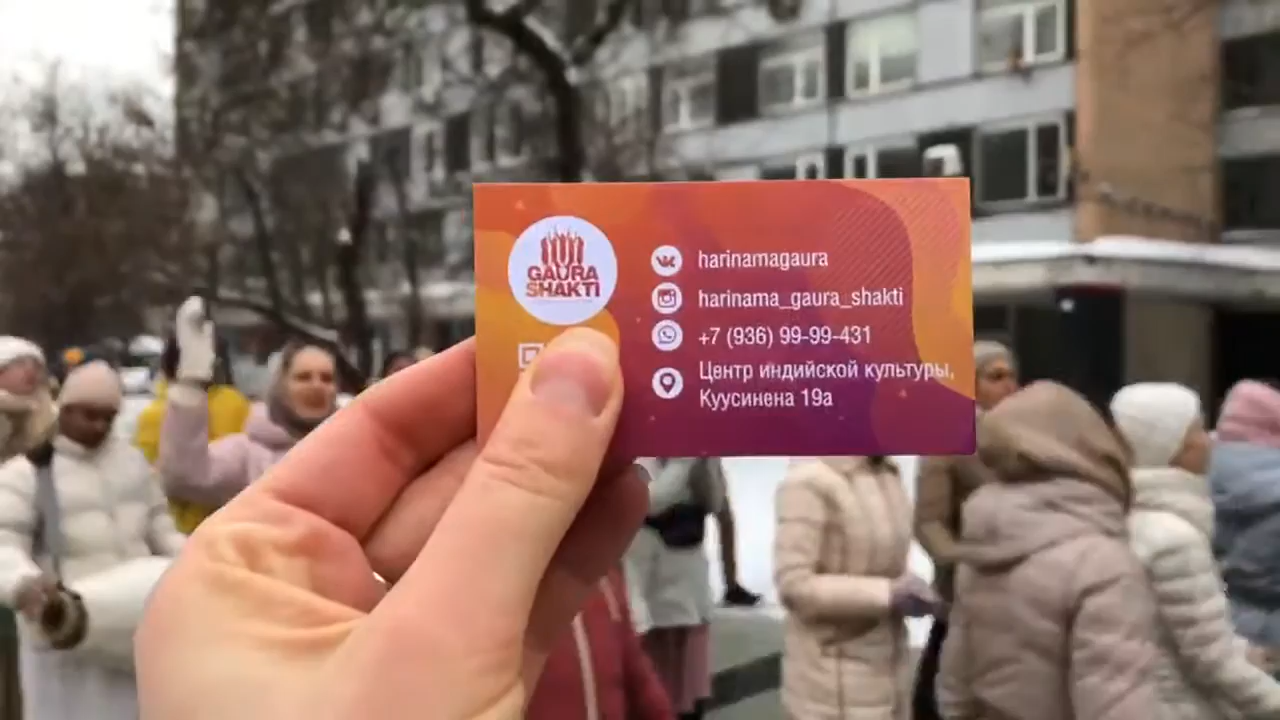 GAURA
SHAKTI
harinamagaura
harinama_gaura_shakti
+7 (936) 99-99-431
Центр индийской культуры,
Куусинена 19а